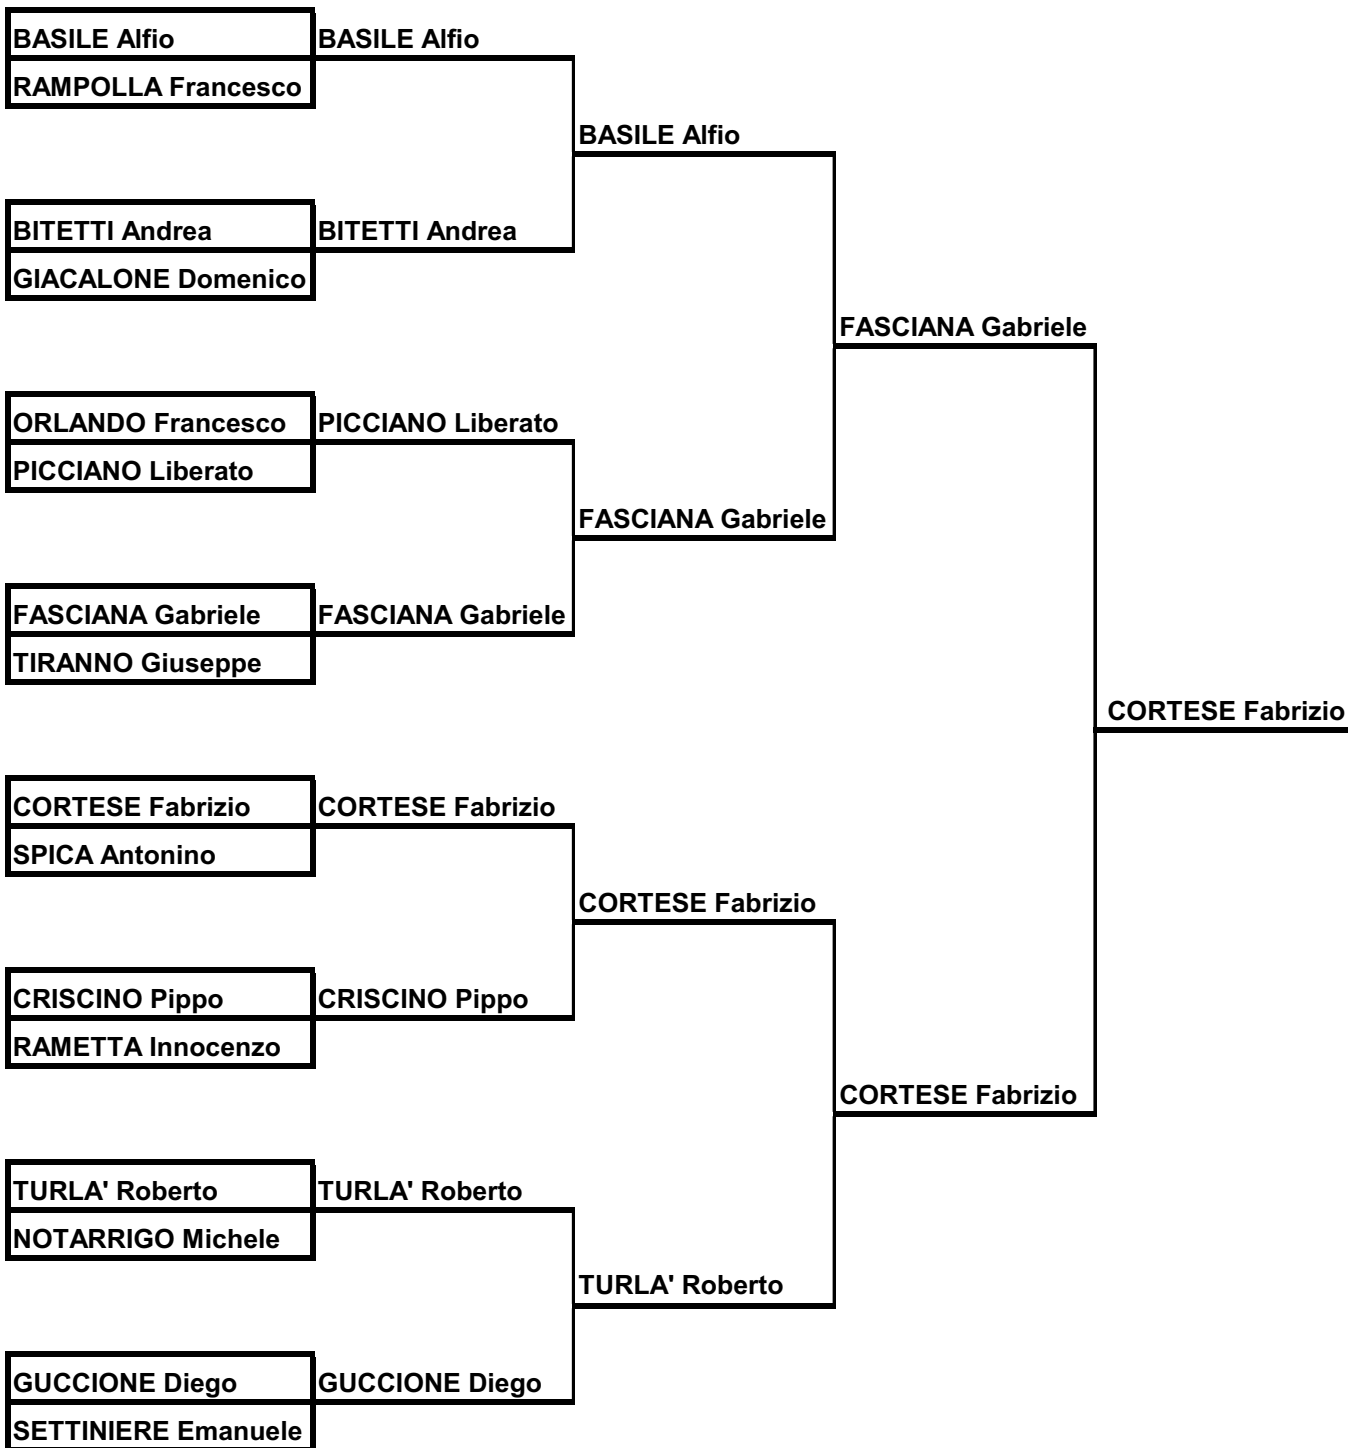 BASILE Alfio BASILE Alfio
RAMPOLLA Francesco
BASILE Alfio
BITETTI Andrea BITETTI Andrea
GIACALONE Domenico
FASCIANA Gabriele
ORLANDO Francesco PICCIANO Liberato
PICCIANO Liberato
FASCIANA Gabriele
FASCIANA Gabriele FASCIANA Gabriele
TIRANNO Giuseppe
CORTESE Fabrizio
CORTESE Fabrizio CORTESE Fabrizio
SPICA Antonino
CORTESE Fabrizio
CRISCINO Pippo CRISCINO Pippo
RAMETTA Innocenzo
CORTESE Fabrizio
TURLA' Roberto TURLA' Roberto
NOTARRIGO Michele
TURLA' Roberto
GUCCIONE Diego GUCCIONE Diego
SETTINIERE Emanuele